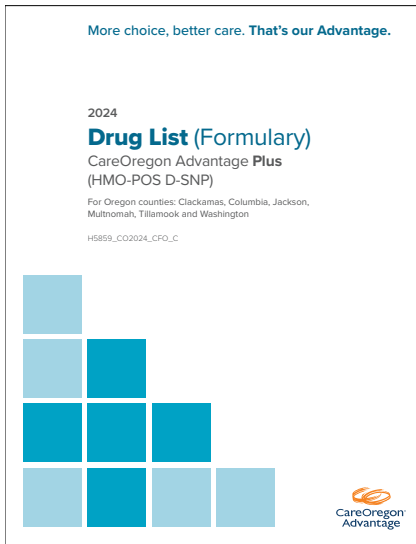 More choice, better care. That's our Advantage.
2024
Drug List (Formulary)
CareOregon Advantage Plus
(HMO-POS D-SNP)
For Oregon counties: Clackamas, Columbia, Jackson,
Multnomah, Tillamook and Washington
H5859_CO2024_CFO_C
CareOregon®
Advantage